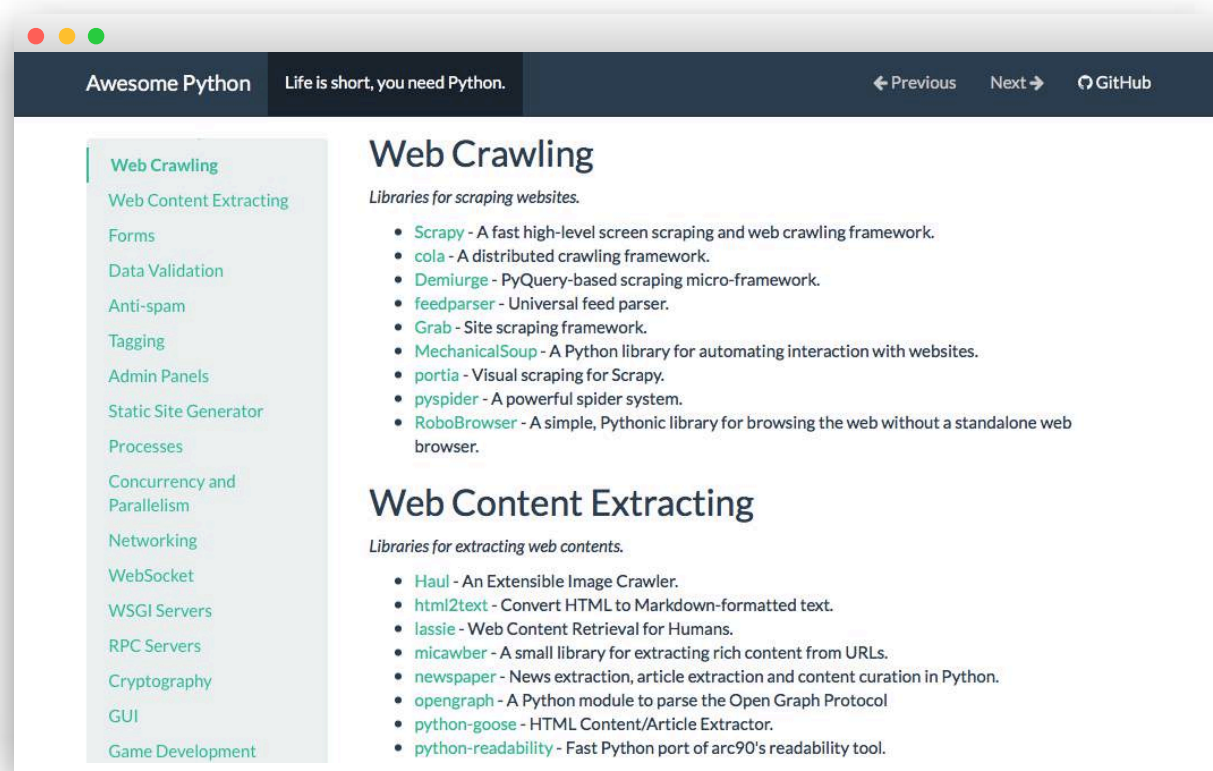 Awesome Python
Life is short, you need Python.
Previous
Next
GitHub
Web Crawling
Web Content Extracting
Forms
Data Validation
Anti-spam
Tagging
Admin Panels
Static Site Generator
Processes
Concurrency and
Parallelism
Networking
WebSocket
WSGI Servers
RPC Servers
Cryptography
GUI
Game Development
Web Crawling
Libraries for scraping websites.
Scrapy - A fast high-level screen scraping and web crawling framework.
cola - A distributed crawling framework.
Demiurge - PyQuery-based scraping micro-framework.
feedparser - Universal feed parser.
Grab - Site scraping framework.
MechanicalSoup - A Python library for automating interaction with websites.
portia - Visual scraping for Scrapy.
pyspider - A powerful spider system.
RoboBrowser - A simple, Pythonic library for browsing the web without a standalone web
browser.
Web Content Extracting
Libraries for extracting web contents.
Haul - An Extensible Image Crawler.
html2text - Convert HTML to Markdown-formatted text.
lassie - Web Content Retrieval for Humans.
micawber - A small library for extracting rich content from URLs.
newspaper - News extraction, article extraction and content curation in Python.
opengraph - A Python module to parse the Open Graph Protocol
python-goose - HTML Content/Article Extractor.
python-readability - Fast Python port of arc90's readability tool.